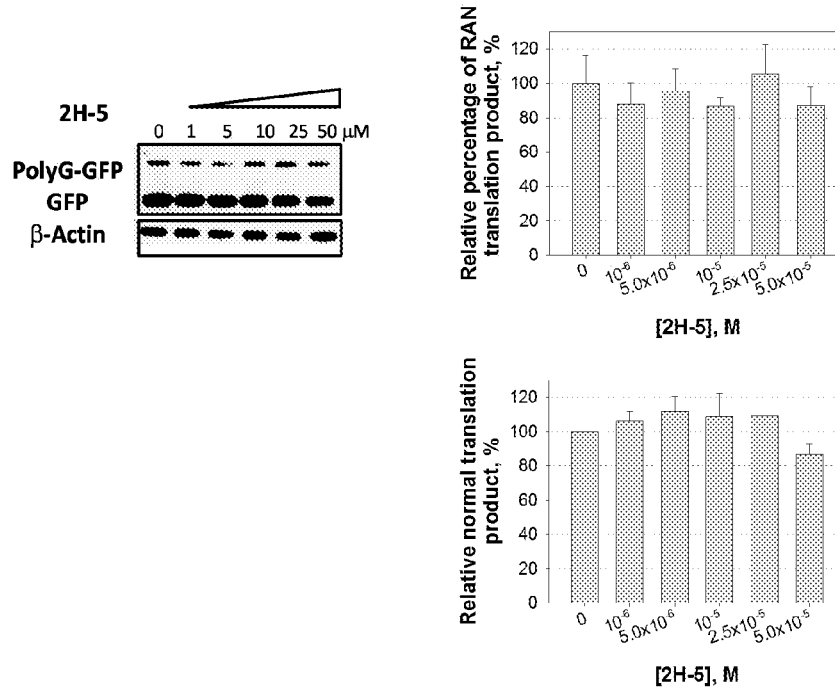 2H-5
0 1 5 10 25 50 μM
PolyG-GFP
GFP
β-Actin
Relative percentage of RAN
translation product, %
120
100
80
60
40
20
0
0 10⁻⁶ 5.0x10⁻⁶ 10⁻⁵ 2.5x10⁻⁵ 5.0x10⁻⁵
[2H-5], M
Relative normal translation
product, %
120
100
80
60
40
20
0
0 10⁻⁶ 5.0x10⁻⁶ 10⁻⁵ 2.5x10⁻⁵ 5.0x10⁻⁵
[2H-5], M